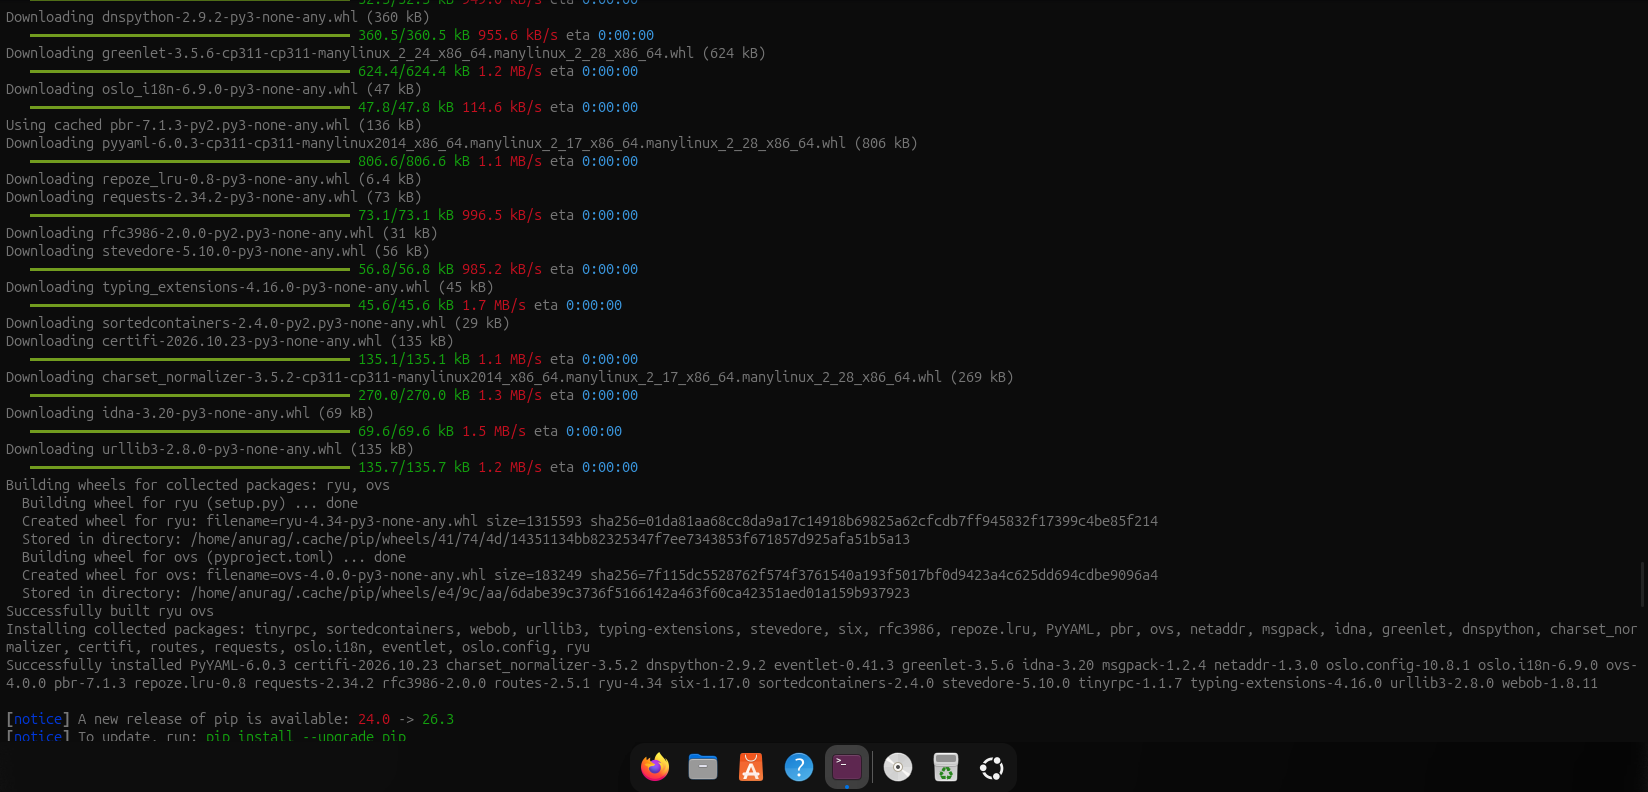 32.3/32.3 kB 949.0 kB/s eta 0:00:00
Downloading dnspython-2.9.2-py3-none-any.whl (360 kB)
360.5/360.5 kB 955.6 kB/s eta 0:00:00
Downloading greenlet-3.5.6-cp311-cp311-manylinux_2_24_x86_64.manylinux_2_28_x86_64.whl (624 kB)
624.4/624.4 kB 1.2 MB/s eta 0:00:00
Downloading oslo_i18n-6.9.0-py3-none-any.whl (47 kB)
47.8/47.8 kB 114.6 kB/s eta 0:00:00
Using cached pbr-7.1.3-py2.py3-none-any.whl (136 kB)
Downloading pyyaml-6.0.3-cp311-cp311-manylinux2014_x86_64.manylinux_2_17_x86_64.manylinux_2_28_x86_64.whl (806 kB)
806.6/806.6 kB 1.1 MB/s eta 0:00:00
Downloading repoze_lru-0.8-py3-none-any.whl (6.4 kB)
Downloading requests-2.34.2-py3-none-any.whl (73 kB)
73.1/73.1 kB 996.5 kB/s eta 0:00:00
Downloading rfc3986-2.0.0-py2.py3-none-any.whl (31 kB)
Downloading stevedore-5.10.0-py3-none-any.whl (56 kB)
56.8/56.8 kB 985.2 kB/s eta 0:00:00
Downloading typing_extensions-4.16.0-py3-none-any.whl (45 kB)
45.6/45.6 kB 1.7 MB/s eta 0:00:00
Downloading sortedcontainers-2.4.0-py2.py3-none-any.whl (29 kB)
Downloading certifi-2026.10.23-py3-none-any.whl (135 kB)
135.1/135.1 kB 1.1 MB/s eta 0:00:00
Downloading charset_normalizer-3.5.2-cp311-cp311-manylinux2014_x86_64.manylinux_2_17_x86_64.manylinux_2_28_x86_64.whl (269 kB)
270.0/270.0 kB 1.3 MB/s eta 0:00:00
Downloading idna-3.20-py3-none-any.whl (69 kB)
69.6/69.6 kB 1.5 MB/s eta 0:00:00
Downloading urllib3-2.8.0-py3-none-any.whl (135 kB)
135.7/135.7 kB 1.2 MB/s eta 0:00:00
Building wheels for collected packages: ryu, ovs
Building wheel for ryu (setup.py) ... done
Created wheel for ryu: filename=ryu-4.34-py3-none-any.whl size=1315593 sha256=01da81aa68cc8da9a17c14918b69825a62cfcdb7ff945832f17399c4be85f214
Stored in directory: /home/anurag/.cache/pip/wheels/41/74/4d/14351134bb82325347f7ee7343853f671857d925afa51b5a13
Building wheel for ovs (pyproject.toml) ... done
Created wheel for ovs: filename=ovs-4.0.0-py3-none-any.whl size=183249 sha256=7f115dc5528762f574f3761540a193f5017bf0d9423a4c625dd694cdbe9096a4
Stored in directory: /home/anurag/.cache/pip/wheels/e4/9c/aa/6dabe39c3736f5166142a463f60ca42351aed01a159b937923
Successfully built ryu ovs
Installing collected packages: tinyrpc, sortedcontainers, webob, urllib3, typing-extensions, stevedore, six, rfc3986, repoze.lru, PyYAML, pbr, ovs, netaddr, msgpack, idna, greenlet, dnspython, charset_nor
malizer, certifi, routes, requests, oslo.i18n, eventlet, oslo.config, ryu
Successfully installed PyYAML-6.0.3 certifi-2026.10.23 charset_normalizer-3.5.2 dnspython-2.9.2 eventlet-0.41.3 greenlet-3.5.6 idna-3.20 msgpack-1.2.4 netaddr-1.3.0 oslo.config-10.8.1 oslo.i18n-6.9.0 ovs-
4.0.0 pbr-7.1.3 repoze.lru-0.8 requests-2.34.2 rfc3986-2.0.0 routes-2.5.1 ryu-4.34 six-1.17.0 sortedcontainers-2.4.0 stevedore-5.10.0 tinyrpc-1.1.7 typing-extensions-4.16.0 urllib3-2.8.0 webob-1.8.11
[notice] A new release of pip is available: 24.0 -> 26.3
[notice] To update, run: pip install --upgrade pip